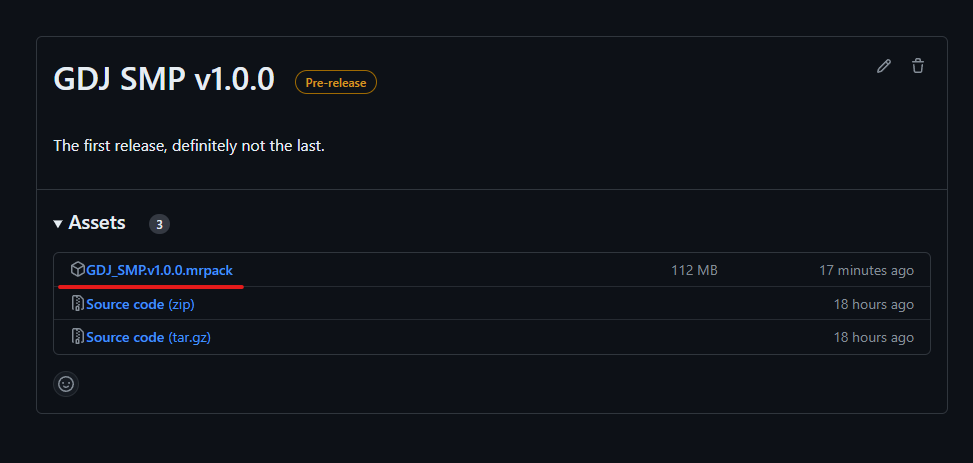 GDJ SMP v1.0.0 Pre-release
The first release, definitely not the last.
Assets 3
GDJ_SMP.v1.0.0.mrpack 112 MB 17 minutes ago
Source code (zip) 18 hours ago
Source code (tar.gz) 18 hours ago